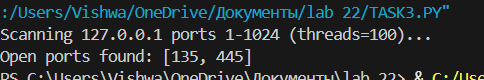 :/Users/Vishwa/OneDrive/Документы/lab 22/TASK3.PY"
Scanning 127.0.0.1 ports 1-1024 (threads=100)...
Open ports found: [135, 445]
PS C:\Users\Vishwa\OneDrive\Документы\lab 22> & C:/Use